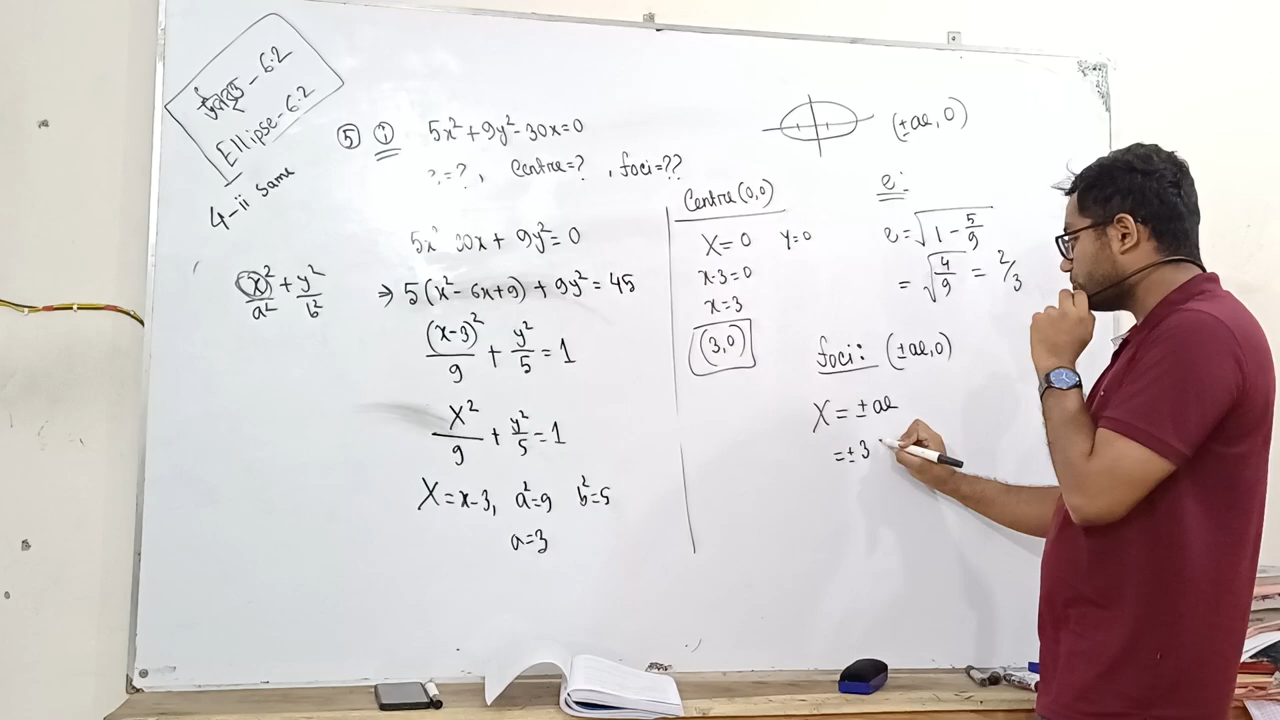 উপবৃত্ত - 6.2
Ellipse - 6.2
4-ii same
5 i 5x² + 9y² - 30x = 0
?=?, Centre=?, foci=??
5x² 30x + 9y² = 0
x²/a² + y²/b²
⇒ 5(x² - 6x + 9) + 9y² = 45
(x-3)²/9 + y²/5 = 1
X²/9 + y²/5 = 1
X = x-3, a² = 9 b² = 5
a = 3
Centre (0,0)
X = 0 Y = 0
x-3 = 0
x = 3
(3,0)
(±ae, 0)
e:
e = √(1 - 5/9)
= √(4/9) = 2/3
foci: (±ae, 0)
X = ±ae
= ±3